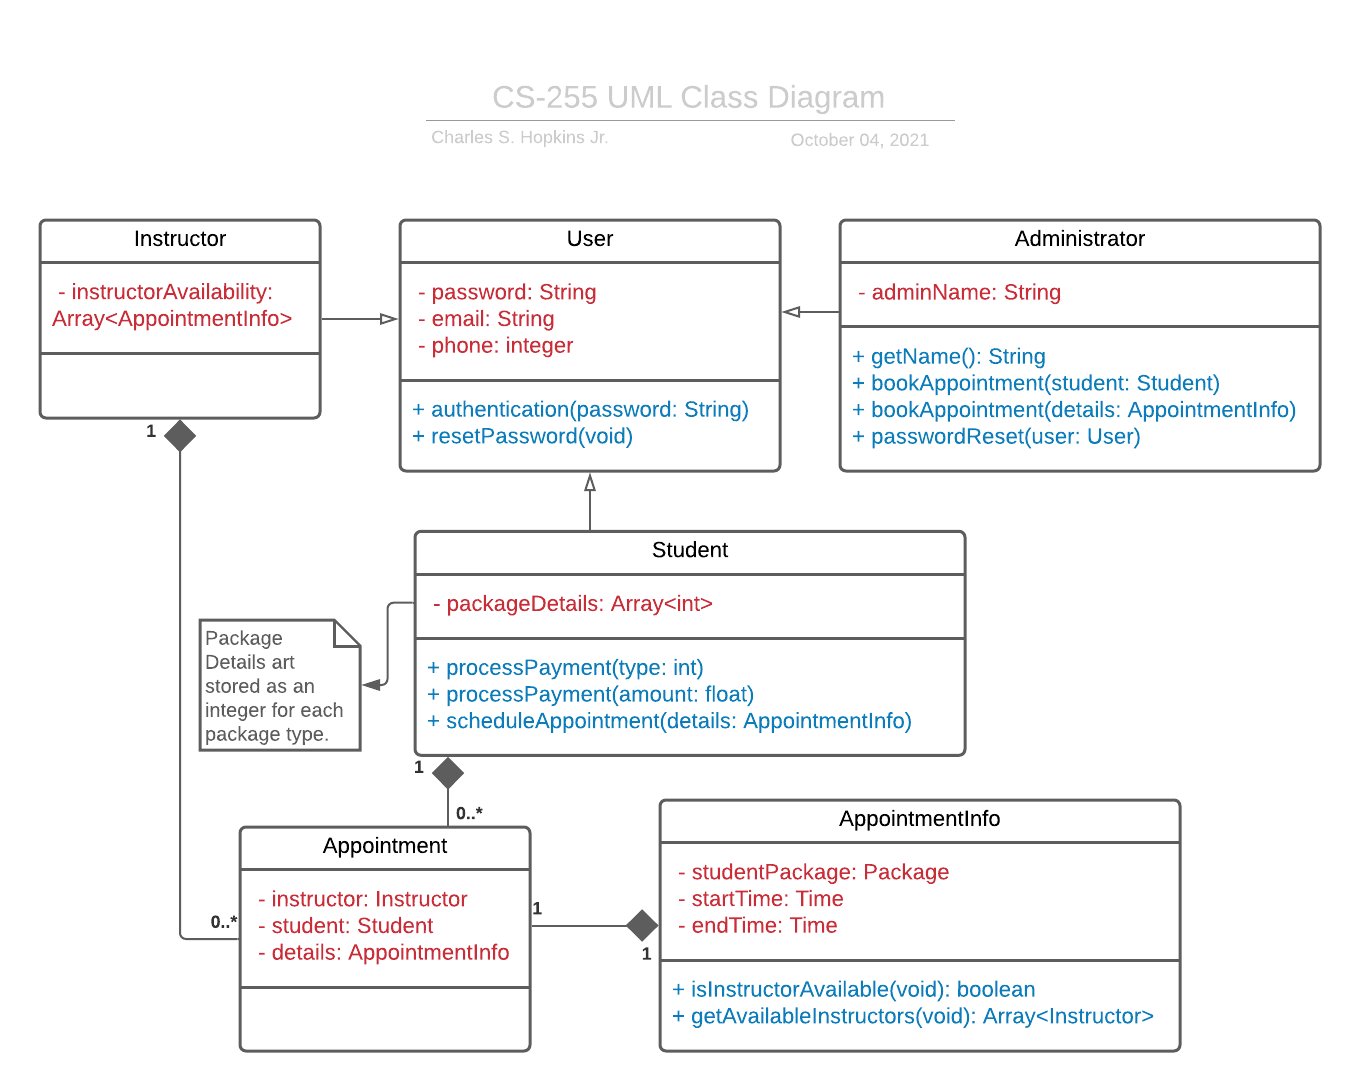 CS-255 UML Class Diagram
Charles S. Hopkins Jr.
October 04, 2021
Instructor
- instructorAvailability:
Array<AppointmentInfo>
User
- password: String
- email: String
- phone: integer
+ authentication(password: String)
+ resetPassword(void)
Administrator
- adminName: String
+ getName(): String
+ bookAppointment(student: Student)
+ bookAppointment(details: AppointmentInfo)
+ passwordReset(user: User)
1
Student
- packageDetails: Array<int>
+ processPayment(type: int)
+ processPayment(amount: float)
+ scheduleAppointment(details: AppointmentInfo)
Package
Details art
stored as an
integer for each
package type.
1
0..*
Appointment
- instructor: Instructor
- student: Student
- details: AppointmentInfo
0..*
1
1
AppointmentInfo
- studentPackage: Package
- startTime: Time
- endTime: Time
+ isInstructorAvailable(void): boolean
+ getAvailableInstructors(void): Array<Instructor>